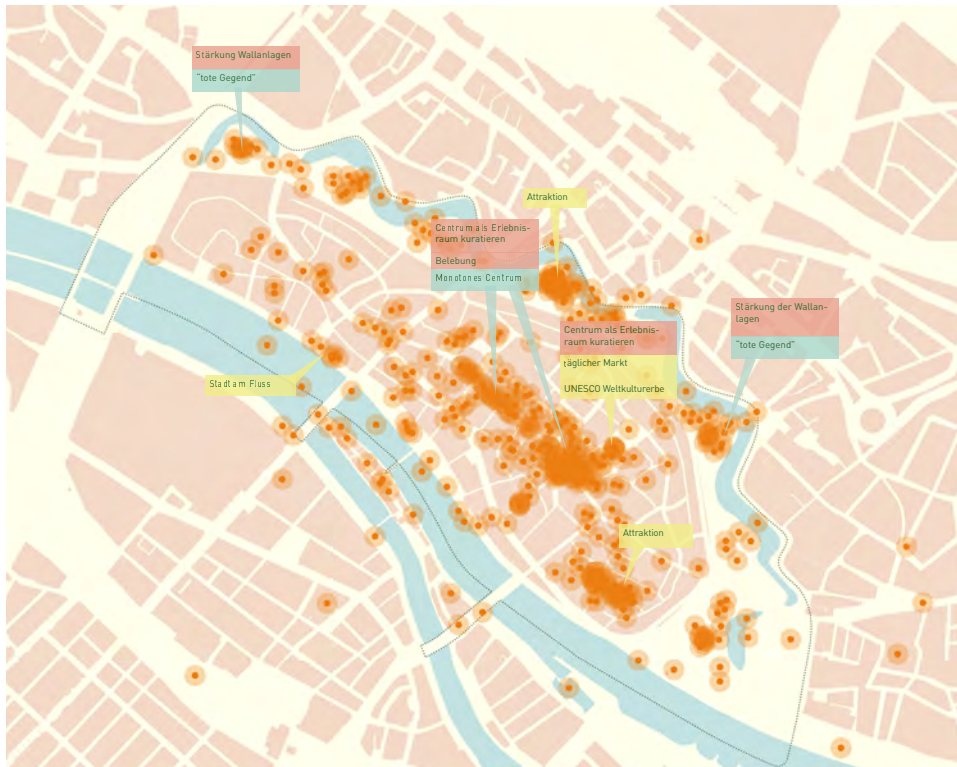 Stärkung Wallanlagen
"tote Gegend"
Attraktion
Centrum als Erlebnis-
raum kuratieren
Belebung
Monotones Centrum
Stärkung der Wallan-
lagen
"tote Gegend"
Centrum als Erlebnis-
raum kuratieren
täglicher Markt
UNESCO Weltkulturerbe
Stadt am Fluss
Attraktion